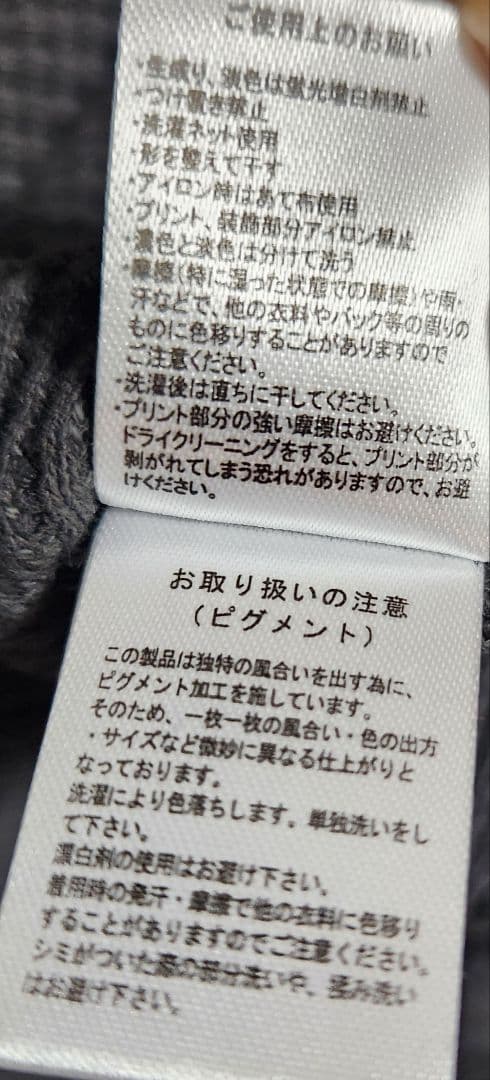 ご使用上のお願い
・生成り、淡色は蛍光増白剤禁止
・つけ置き禁止
・洗濯ネット使用
・形を整えて干す
・アイロン時はあて布使用
・プリント、装飾部分アイロン禁止
・濃色と淡色は分けて洗う
・摩擦(特に湿った状態での摩擦)や雨・
汗などで、他の衣料やバック等の周りの
ものに色移りすることがありますので
ご注意ください。
・洗濯後は直ちに干してください。
・プリント部分の強い摩擦はお避けください。
ドライクリーニングをすると、プリント部分が
剥がれてしまう恐れがありますので、お避
けください。
お取り扱いの注意
(ピグメント)
この製品は独特の風合いを出す為に、
ピグメント加工を施しています。
そのため、一枚一枚の風合い・色の出方
・サイズなど微妙に異なる仕上がりと
なっております。
洗濯により色落ちします。単独洗いをし
て下さい。
漂白剤の使用はお避け下さい。
着用時の発汗・摩擦で他の衣料に色移り
することがありますのでご注意ください。
シミがついた際の部分洗いや、揉み洗い
はお避け下さい。